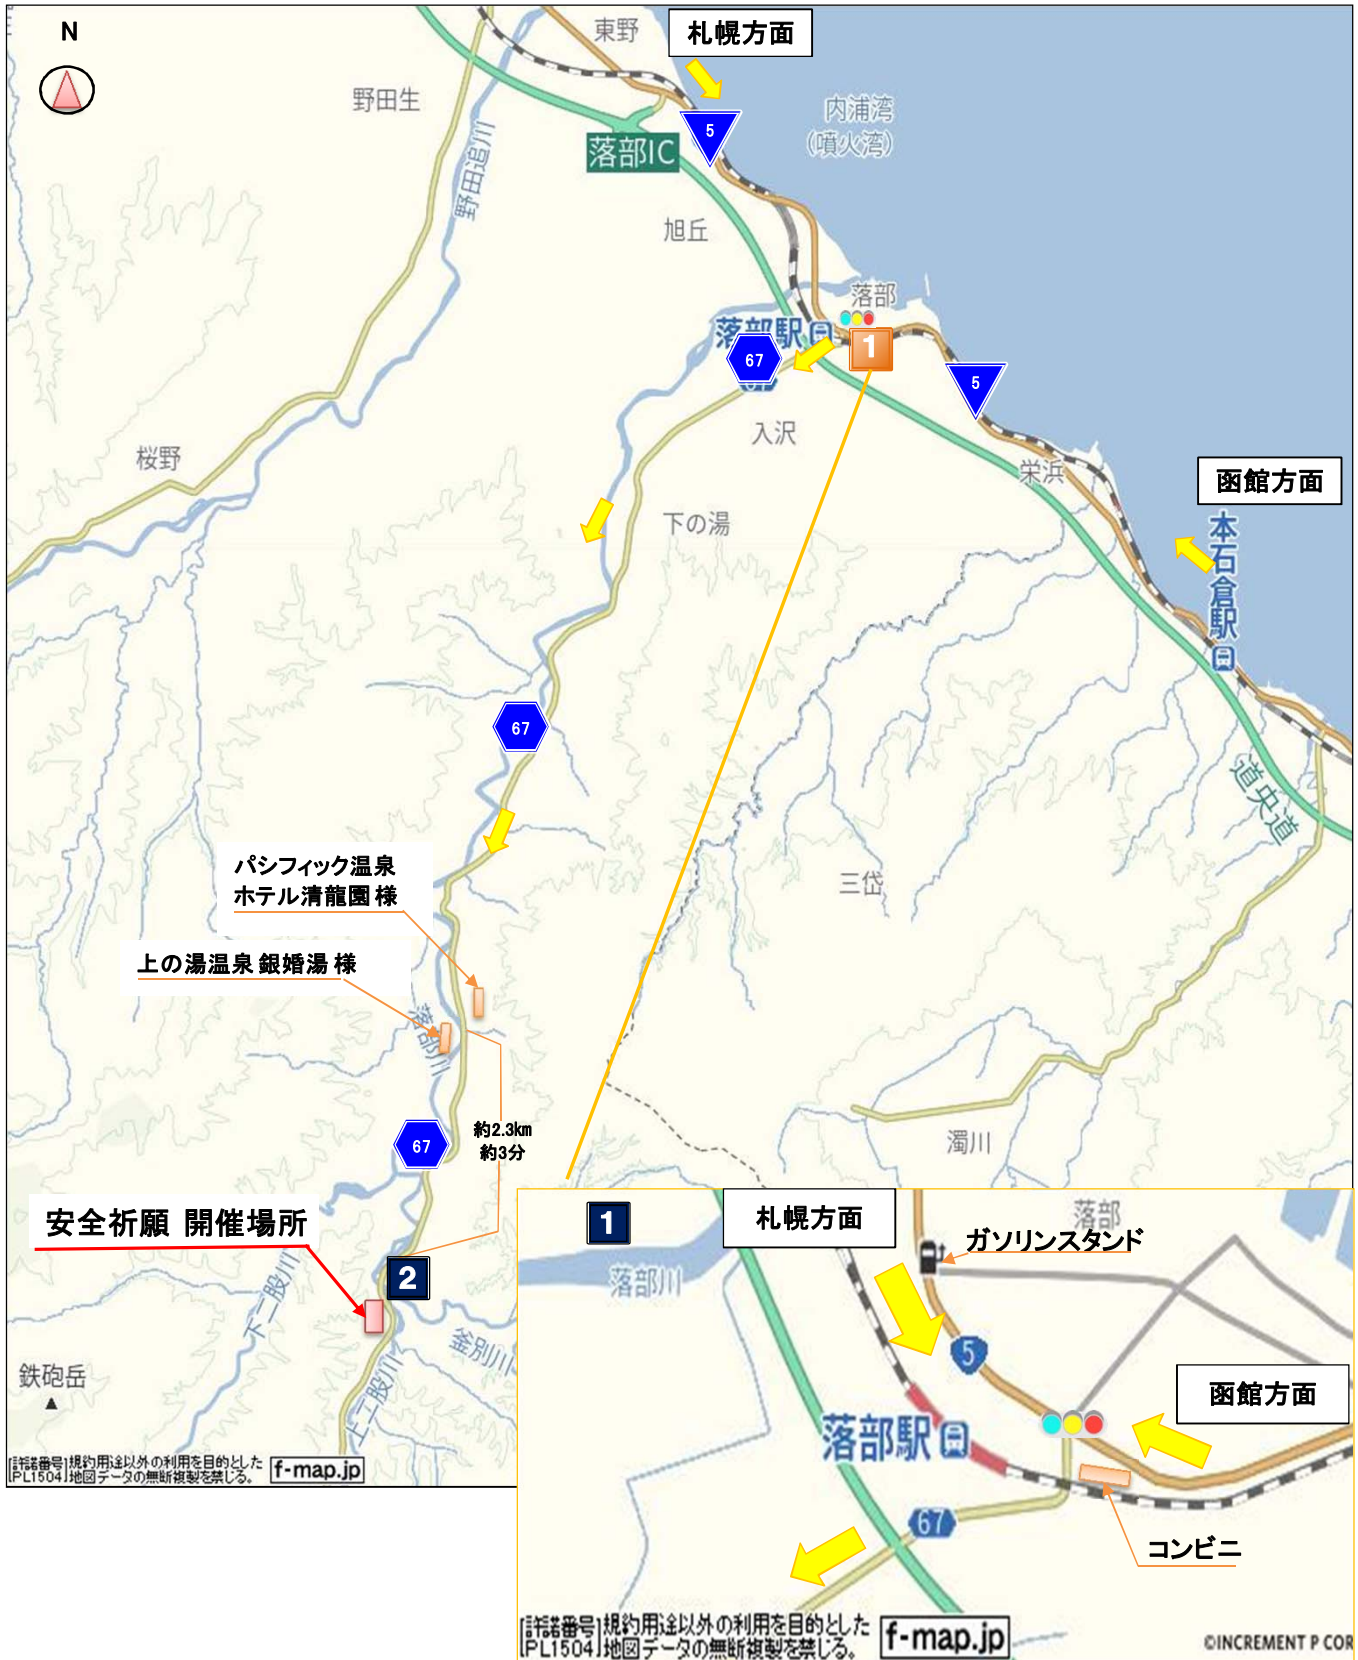 N
東野
札幌方面
野田生
内浦湾
(噴火湾)
5
落部IC
野田追川
旭丘
落部
落部駅
1
67
5
入沢
桜野
栄浜
函館方面
下の湯
本石倉駅
67
道央道
パシフィック温泉
ホテル清龍園 様
三岱
上の湯温泉 銀婚湯 様
落部川
67
約2.3km
約3分
濁川
安全祈願 開催場所
2
下二股川
釜別川
上二股川
鉄砲岳
[許諾番号]規約用途以外の利用を目的とした
[PL1504]地図データの無断複製を禁じる。
f-map.jp
1
札幌方面
落部
ガソリンスタンド
落部川
5
函館方面
落部駅
67
コンビニ
[許諾番号]規約用途以外の利用を目的とした
[PL1504]地図データの無断複製を禁じる。
f-map.jp
©INCREMENT P COR